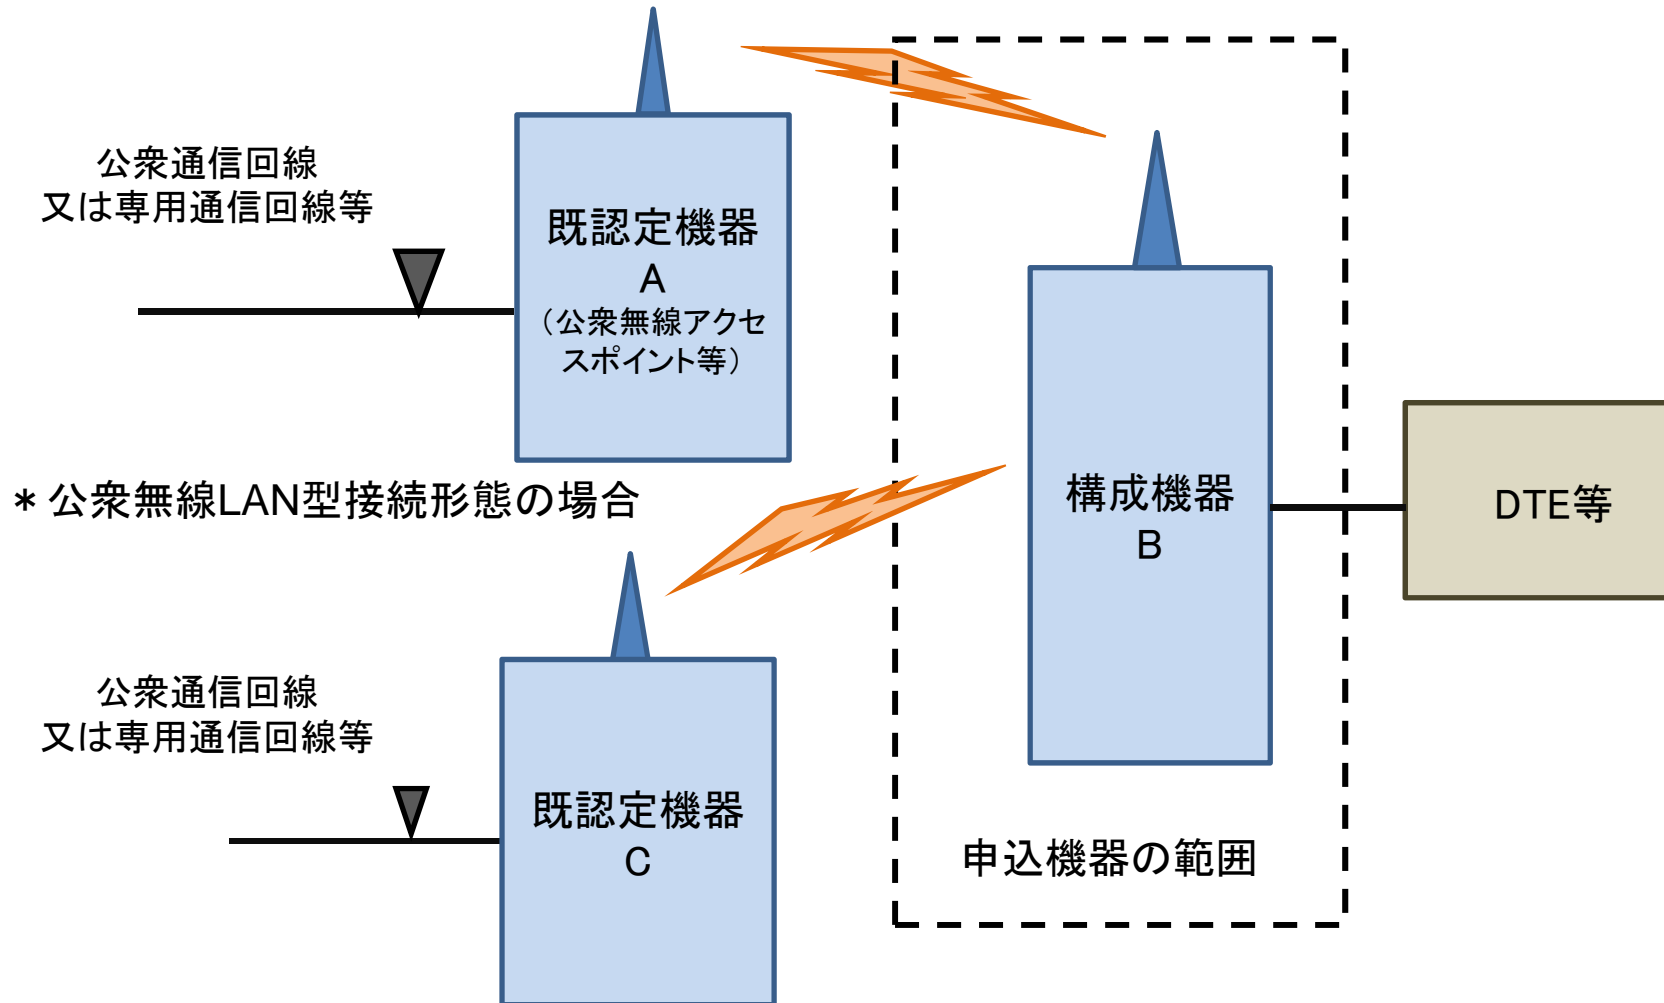 公衆通信回線
又は専用通信回線等
既認定機器
A
（公衆無線アクセ
スポイント等）
＊公衆無線LAN型接続形態の場合
構成機器
B
DTE等
公衆通信回線
又は専用通信回線等
既認定機器
C
申込機器の範囲